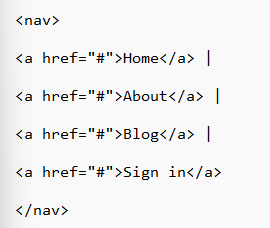 <nav>
<a href="#">Home</a> |
<a href="#">About</a> |
<a href="#">Blog</a> |
<a href="#">Sign in</a>
</nav>